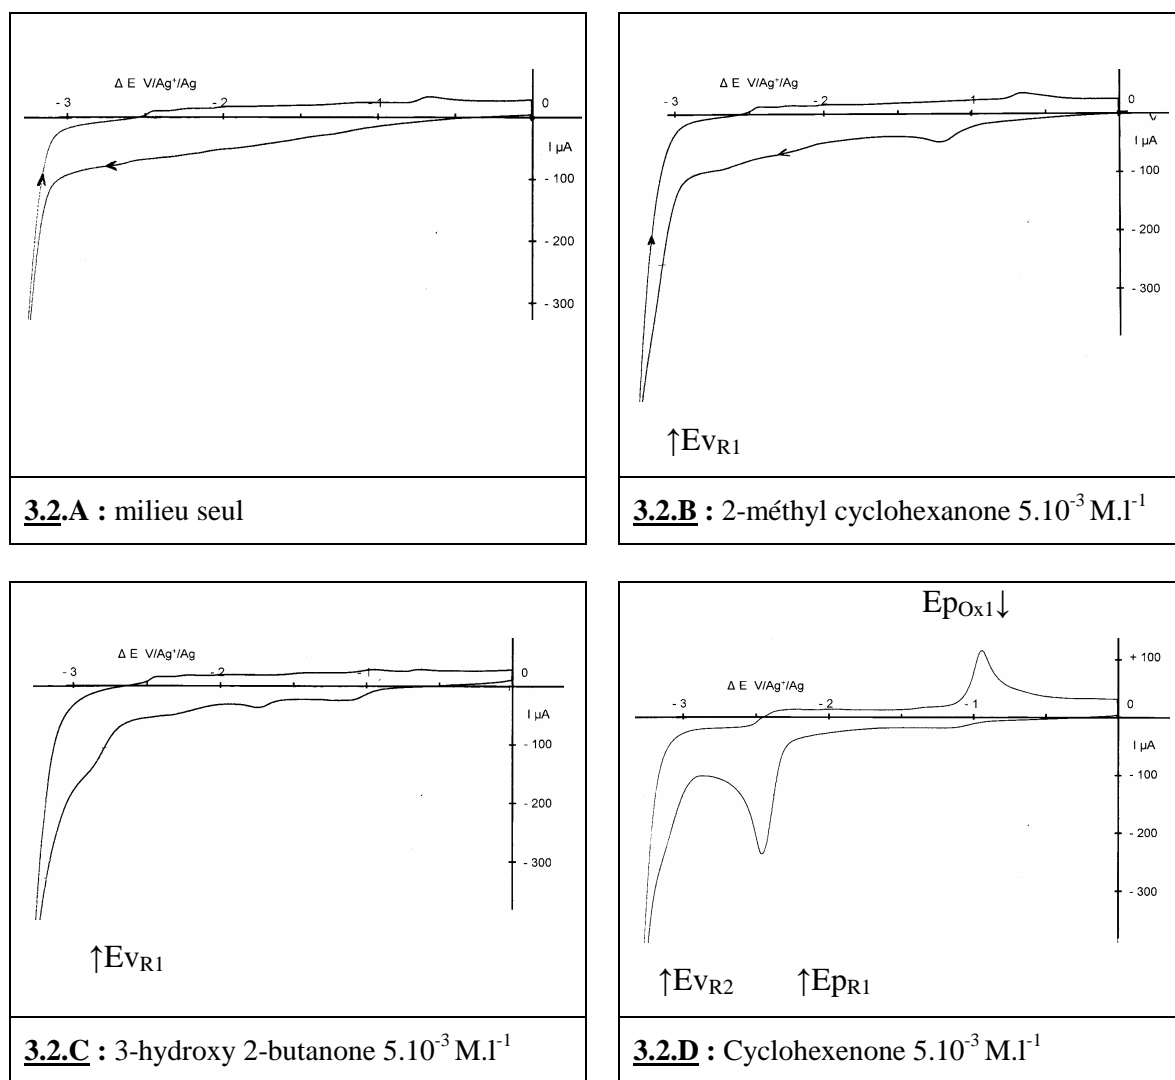 Δ E V/Ag⁺/Ag
- 3
- 2
- 1
0
I µA
- 100
- 200
- 300
3.2.A : milieu seul
Δ E V/Ag⁺/Ag
- 3
- 2
- 1
0
I µA
- 100
- 200
- 300
↑EvR1
3.2.B : 2-méthyl cyclohexanone 5.10⁻³ M.l⁻¹
Δ E V/Ag⁺/Ag
- 3
- 2
- 1
0
I µA
- 100
- 200
- 300
↑EvR1
3.2.C : 3-hydroxy 2-butanone 5.10⁻³ M.l⁻¹
EpOx1↓
+ 100
Δ E V/Ag⁺/Ag
- 3
- 2
- 1
0
I µA
- 100
- 200
- 300
↑EvR2 ↑EpR1
3.2.D : Cyclohexenone 5.10⁻³ M.l⁻¹